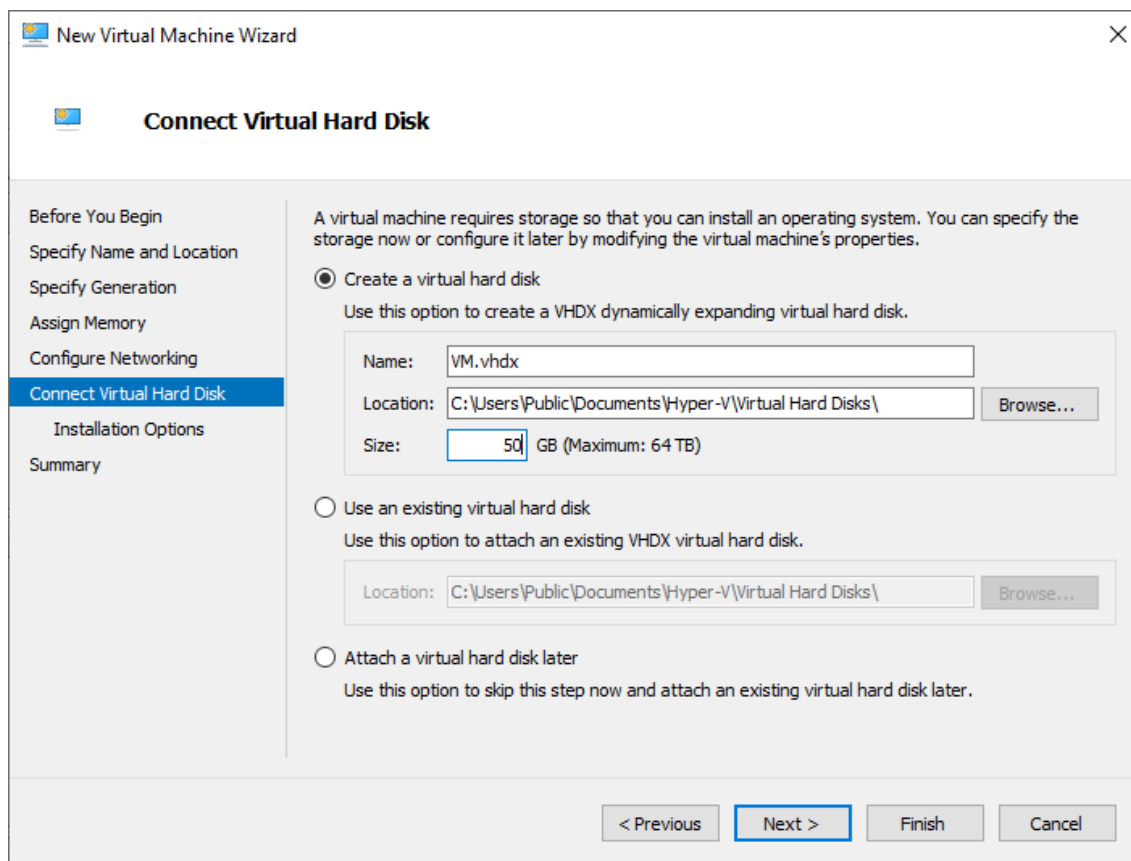 New Virtual Machine Wizard
Connect Virtual Hard Disk
Before You Begin
Specify Name and Location
Specify Generation
Assign Memory
Configure Networking
Connect Virtual Hard Disk
Installation Options
Summary
A virtual machine requires storage so that you can install an operating system. You can specify the
storage now or configure it later by modifying the virtual machine's properties.
Create a virtual hard disk
Use this option to create a VHDX dynamically expanding virtual hard disk.
Name: VM.vhdx
Location: C:\Users\Public\Documents\Hyper-V\Virtual Hard Disks\ Browse...
Size: 50 GB (Maximum: 64 TB)
Use an existing virtual hard disk
Use this option to attach an existing VHDX virtual hard disk.
Location: C:\Users\Public\Documents\Hyper-V\Virtual Hard Disks\ Browse...
Attach a virtual hard disk later
Use this option to skip this step now and attach an existing virtual hard disk later.
< Previous Next > Finish Cancel